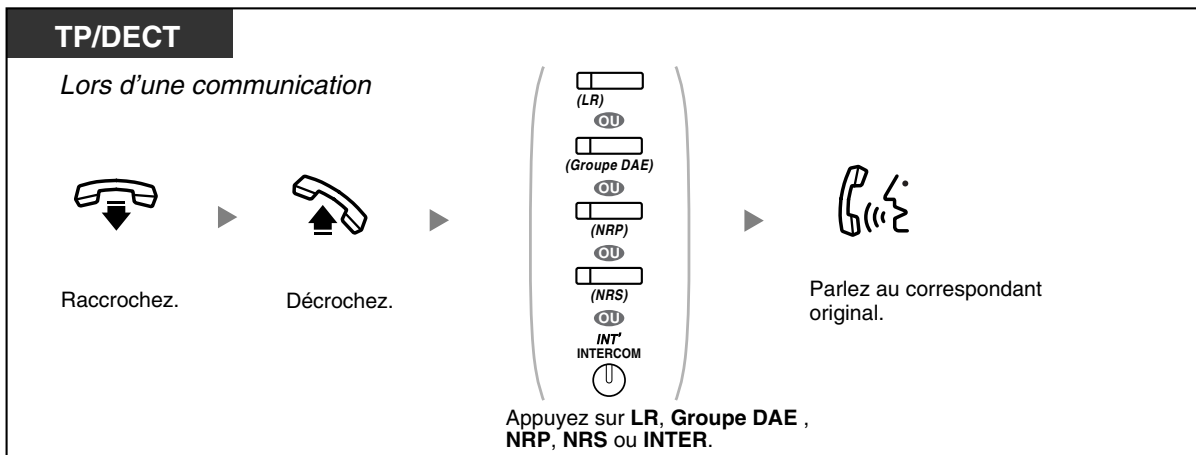 TP/DECT
Lors d'une communication
Raccrochez.
Décrochez.
(LR)
OU
(Groupe DAE)
OU
(NRP)
OU
(NRS)
OU
INT'
INTERCOM
Appuyez sur LR, Groupe DAE ,
NRP, NRS ou INTER.
Parlez au correspondant
original.